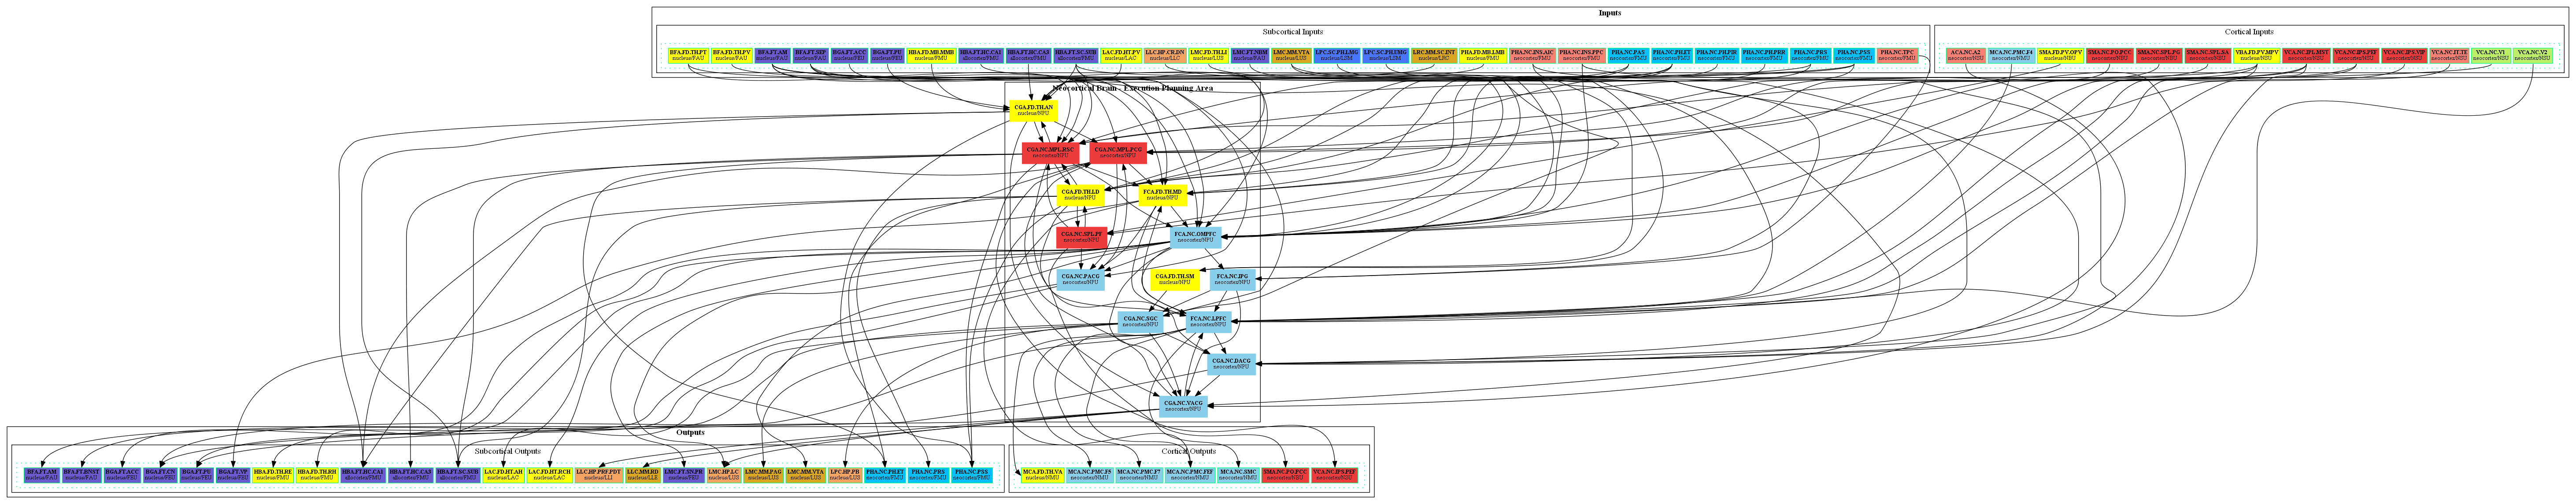 Inputs
Subcortical Inputs
Cortical Inputs
BFA.FD.TH.PT
nucleus/FAU
BFA.FD.TH.PV
nucleus/FAU
BFA.FT.AM
nucleus/FAU
BFA.FT.SEP
nucleus/FAU
BGA.FT.ACC
nucleus/FEU
BGA.FT.PU
nucleus/FEU
HBA.FD.MB.MMB
nucleus/FMU
HBA.FT.HC.CA1
allocortex/FMU
HBA.FT.HC.CA3
allocortex/FMU
HBA.FT.SC.SUB
allocortex/FMU
LAC.FD.HT.PV
nucleus/LAC
LLC.HP.CR.DN
nucleus/LLC
LMC.FD.TH.LI
nucleus/LUS
LMC.FT.NBM
nucleus/FAU
LMC.MM.VTA
nucleus/LUS
LPC.SC.PH.LMG
nucleus/LSM
LPC.SC.PH.UMG
nucleus/LSM
LRC.MM.SC.INT
nucleus/LRC
PHA.FD.MB.LMB
nucleus/FMU
PHA.NC.INS.AIC
neocortex/FMU
PHA.NC.INS.PPC
neocortex/FMU
PHA.NC.PAS
neocortex/FMU
PHA.NC.PH.ET
neocortex/FMU
PHA.NC.PH.PIR
neocortex/FMU
PHA.NC.PH.PRR
neocortex/FMU
PHA.NC.PRS
neocortex/FMU
PHA.NC.PSS
neocortex/FMU
PHA.NC.TPC
neocortex/FMU
ACA.NC.A2
neocortex/NSU
MCA.NC.PMC.F4
neocortex/NMU
SMA.FD.PV.OPV
nucleus/NBU
SMA.NC.PO.PCC
neocortex/NBU
SMA.NC.SPL.PG
neocortex/NBU
SMA.NC.SPL.SA
neocortex/NBU
VBA.FD.PV.MPV
nucleus/NSU
VCA.NC.IPL.MST
neocortex/NSU
VCA.NC.IPS.PEF
neocortex/NSU
VCA.NC.IPS.VIP
neocortex/NSU
VCA.NC.IT.TE
neocortex/NSU
VCA.NC.V1
neocortex/NSU
VCA.NC.V2
neocortex/NSU
Neocortical Brain - Execution Planning Area
CGA.FD.TH.AN
nucleus/NPU
CGA.NC.MPL.RSC
neocortex/NPU
CGA.NC.MPL.PCG
neocortex/NPU
CGA.FD.TH.LD
nucleus/NPU
FCA.FD.TH.MD
nucleus/NPU
CGA.NC.SPL.PF
neocortex/NPU
FCA.NC.OMPFC
neocortex/NPU
CGA.NC.PACG
neocortex/NPU
CGA.FD.TH.SM
nucleus/NPU
FCA.NC.IPG
neocortex/NPU
CGA.NC.SGC
neocortex/NPU
FCA.NC.LPFC
neocortex/NPU
CGA.NC.DACG
neocortex/NPU
CGA.NC.VACG
neocortex/NPU
Outputs
Subcortical Outputs
Cortical Outputs
BFA.FT.AM
nucleus/FAU
BFA.FT.BNST
nucleus/FAU
BGA.FT.ACC
nucleus/FEU
BGA.FT.CN
nucleus/FEU
BGA.FT.PU
nucleus/FEU
BGA.FT.VP
nucleus/FEU
HBA.FD.TH.RE
nucleus/FMU
HBA.FD.TH.RH
nucleus/FMU
HBA.FT.HC.CA1
allocortex/FMU
HBA.FT.HC.CA3
allocortex/FMU
HBA.FT.SC.SUB
allocortex/FMU
LAC.FD.HT.AH
nucleus/LAC
LAC.FD.HT.RCH
nucleus/LAC
LLC.HP.PRF.PDT
nucleus/LLI
LLC.MM.RD
nucleus/LLE
LMC.FT.SN.PR
nucleus/FEU
LMC.HP.LC
nucleus/LUS
LMC.MM.PAG
nucleus/LUS
LMC.MM.VTA
nucleus/LUS
LVC.HP.PB
nucleus/LUS
PHA.NC.PH.ET
neocortex/FMU
PHA.NC.PRS
neocortex/FMU
PHA.NC.PSS
neocortex/FMU
MCA.FD.TH.VA
nucleus/NMU
MCA.NC.PMC.F5
neocortex/NMU
MCA.NC.PMC.F7
neocortex/NMU
MCA.NC.PMC.FEF
neocortex/NMU
MCA.NC.SMC
neocortex/NMU
SMA.NC.PO.PCC
neocortex/NBU
VCA.NC.IPS.PEF
neocortex/NSU